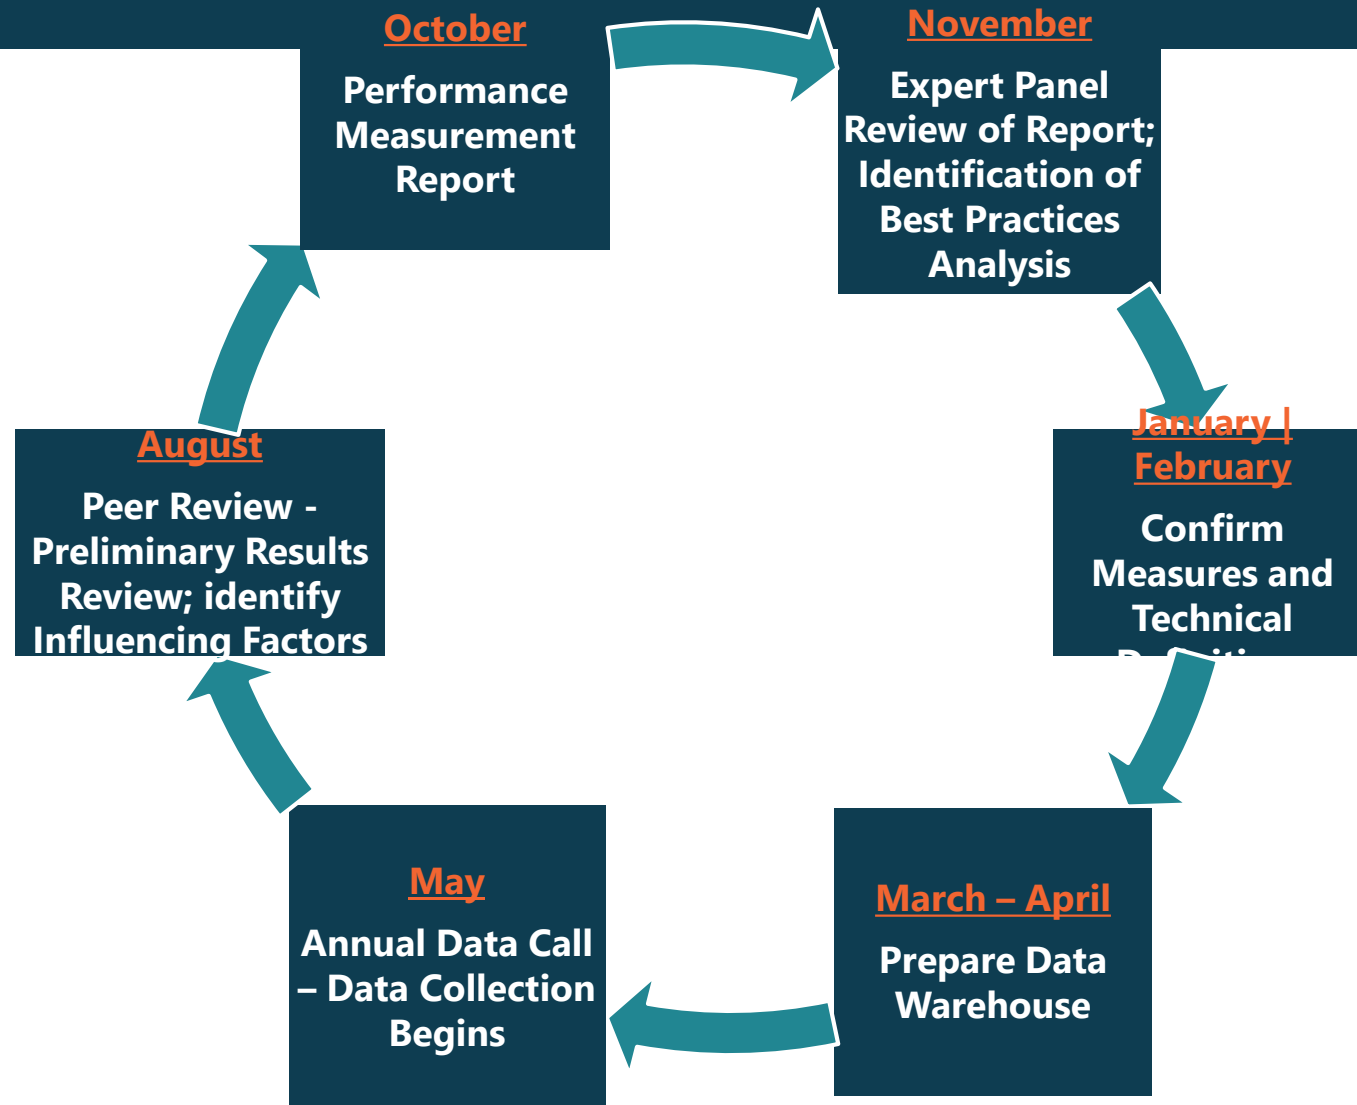 October
Performance
Measurement
Report
November
Expert Panel
Review of Report;
Identification of
Best Practices
Analysis
January |
February
Confirm
Measures and
Technical
March – April
Prepare Data
Warehouse
May
Annual Data Call
– Data Collection
Begins
August
Peer Review -
Preliminary Results
Review; identify
Influencing Factors